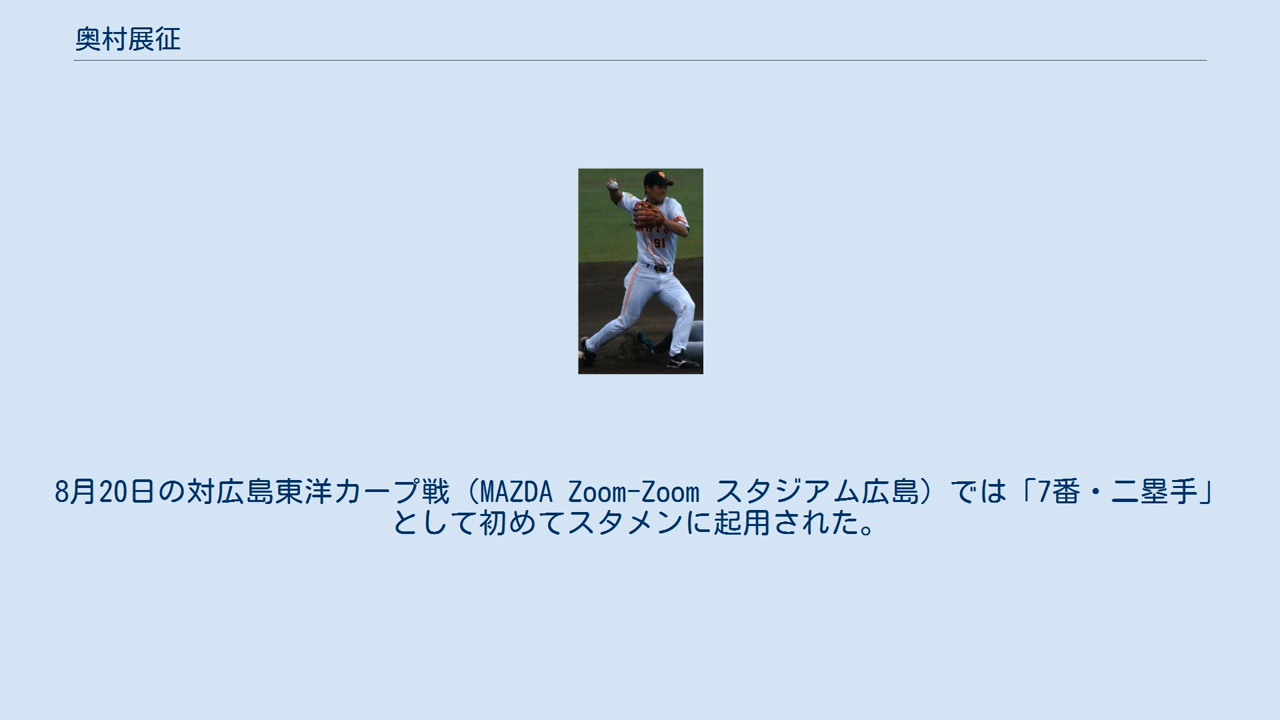 奥村展征
91
8月20日の対広島東洋カープ戦（MAZDA Zoom-Zoom スタジアム広島）では「7番・二塁手」
として初めてスタメンに起用された。